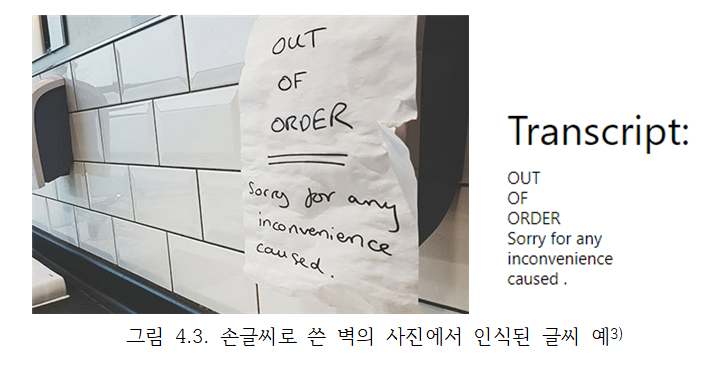 OUT
OF
ORDER
Sorry for any
inconvenience
caused.
Transcript:
OUT
OF
ORDER
Sorry for any
inconvenience
caused .
그림 4.3. 손글씨로 쓴 벽의 사진에서 인식된 글씨 예3)